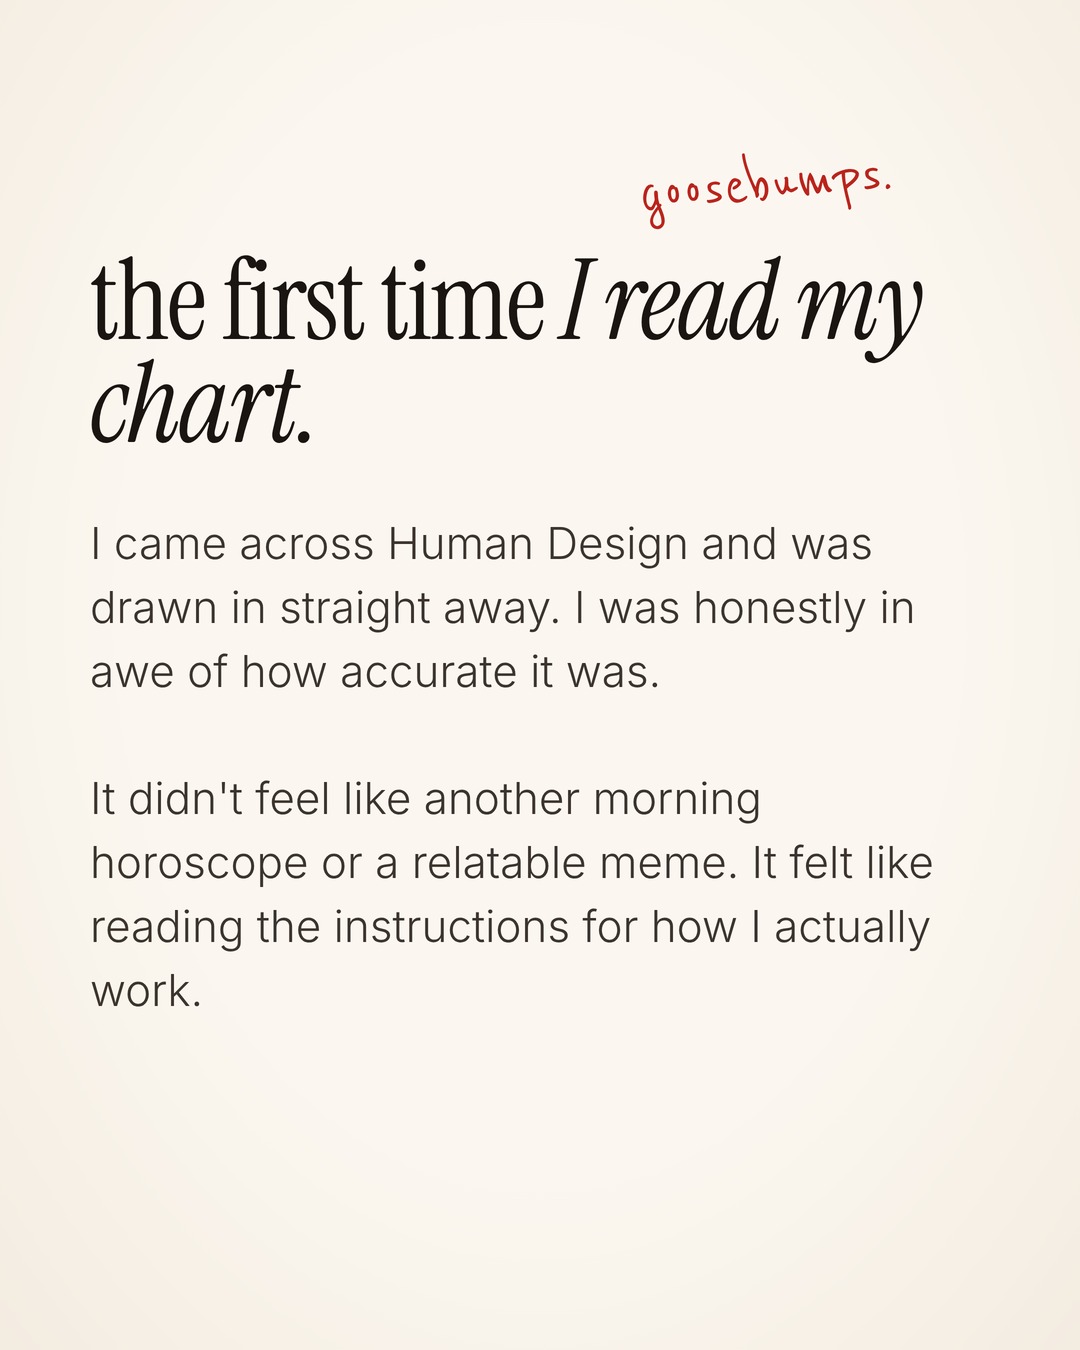 goosebumps.
the first time I read my
chart.
I came across Human Design and was
drawn in straight away. I was honestly in
awe of how accurate it was.
It didn't feel like another morning
horoscope or a relatable meme. It felt like
reading the instructions for how I actually
work.